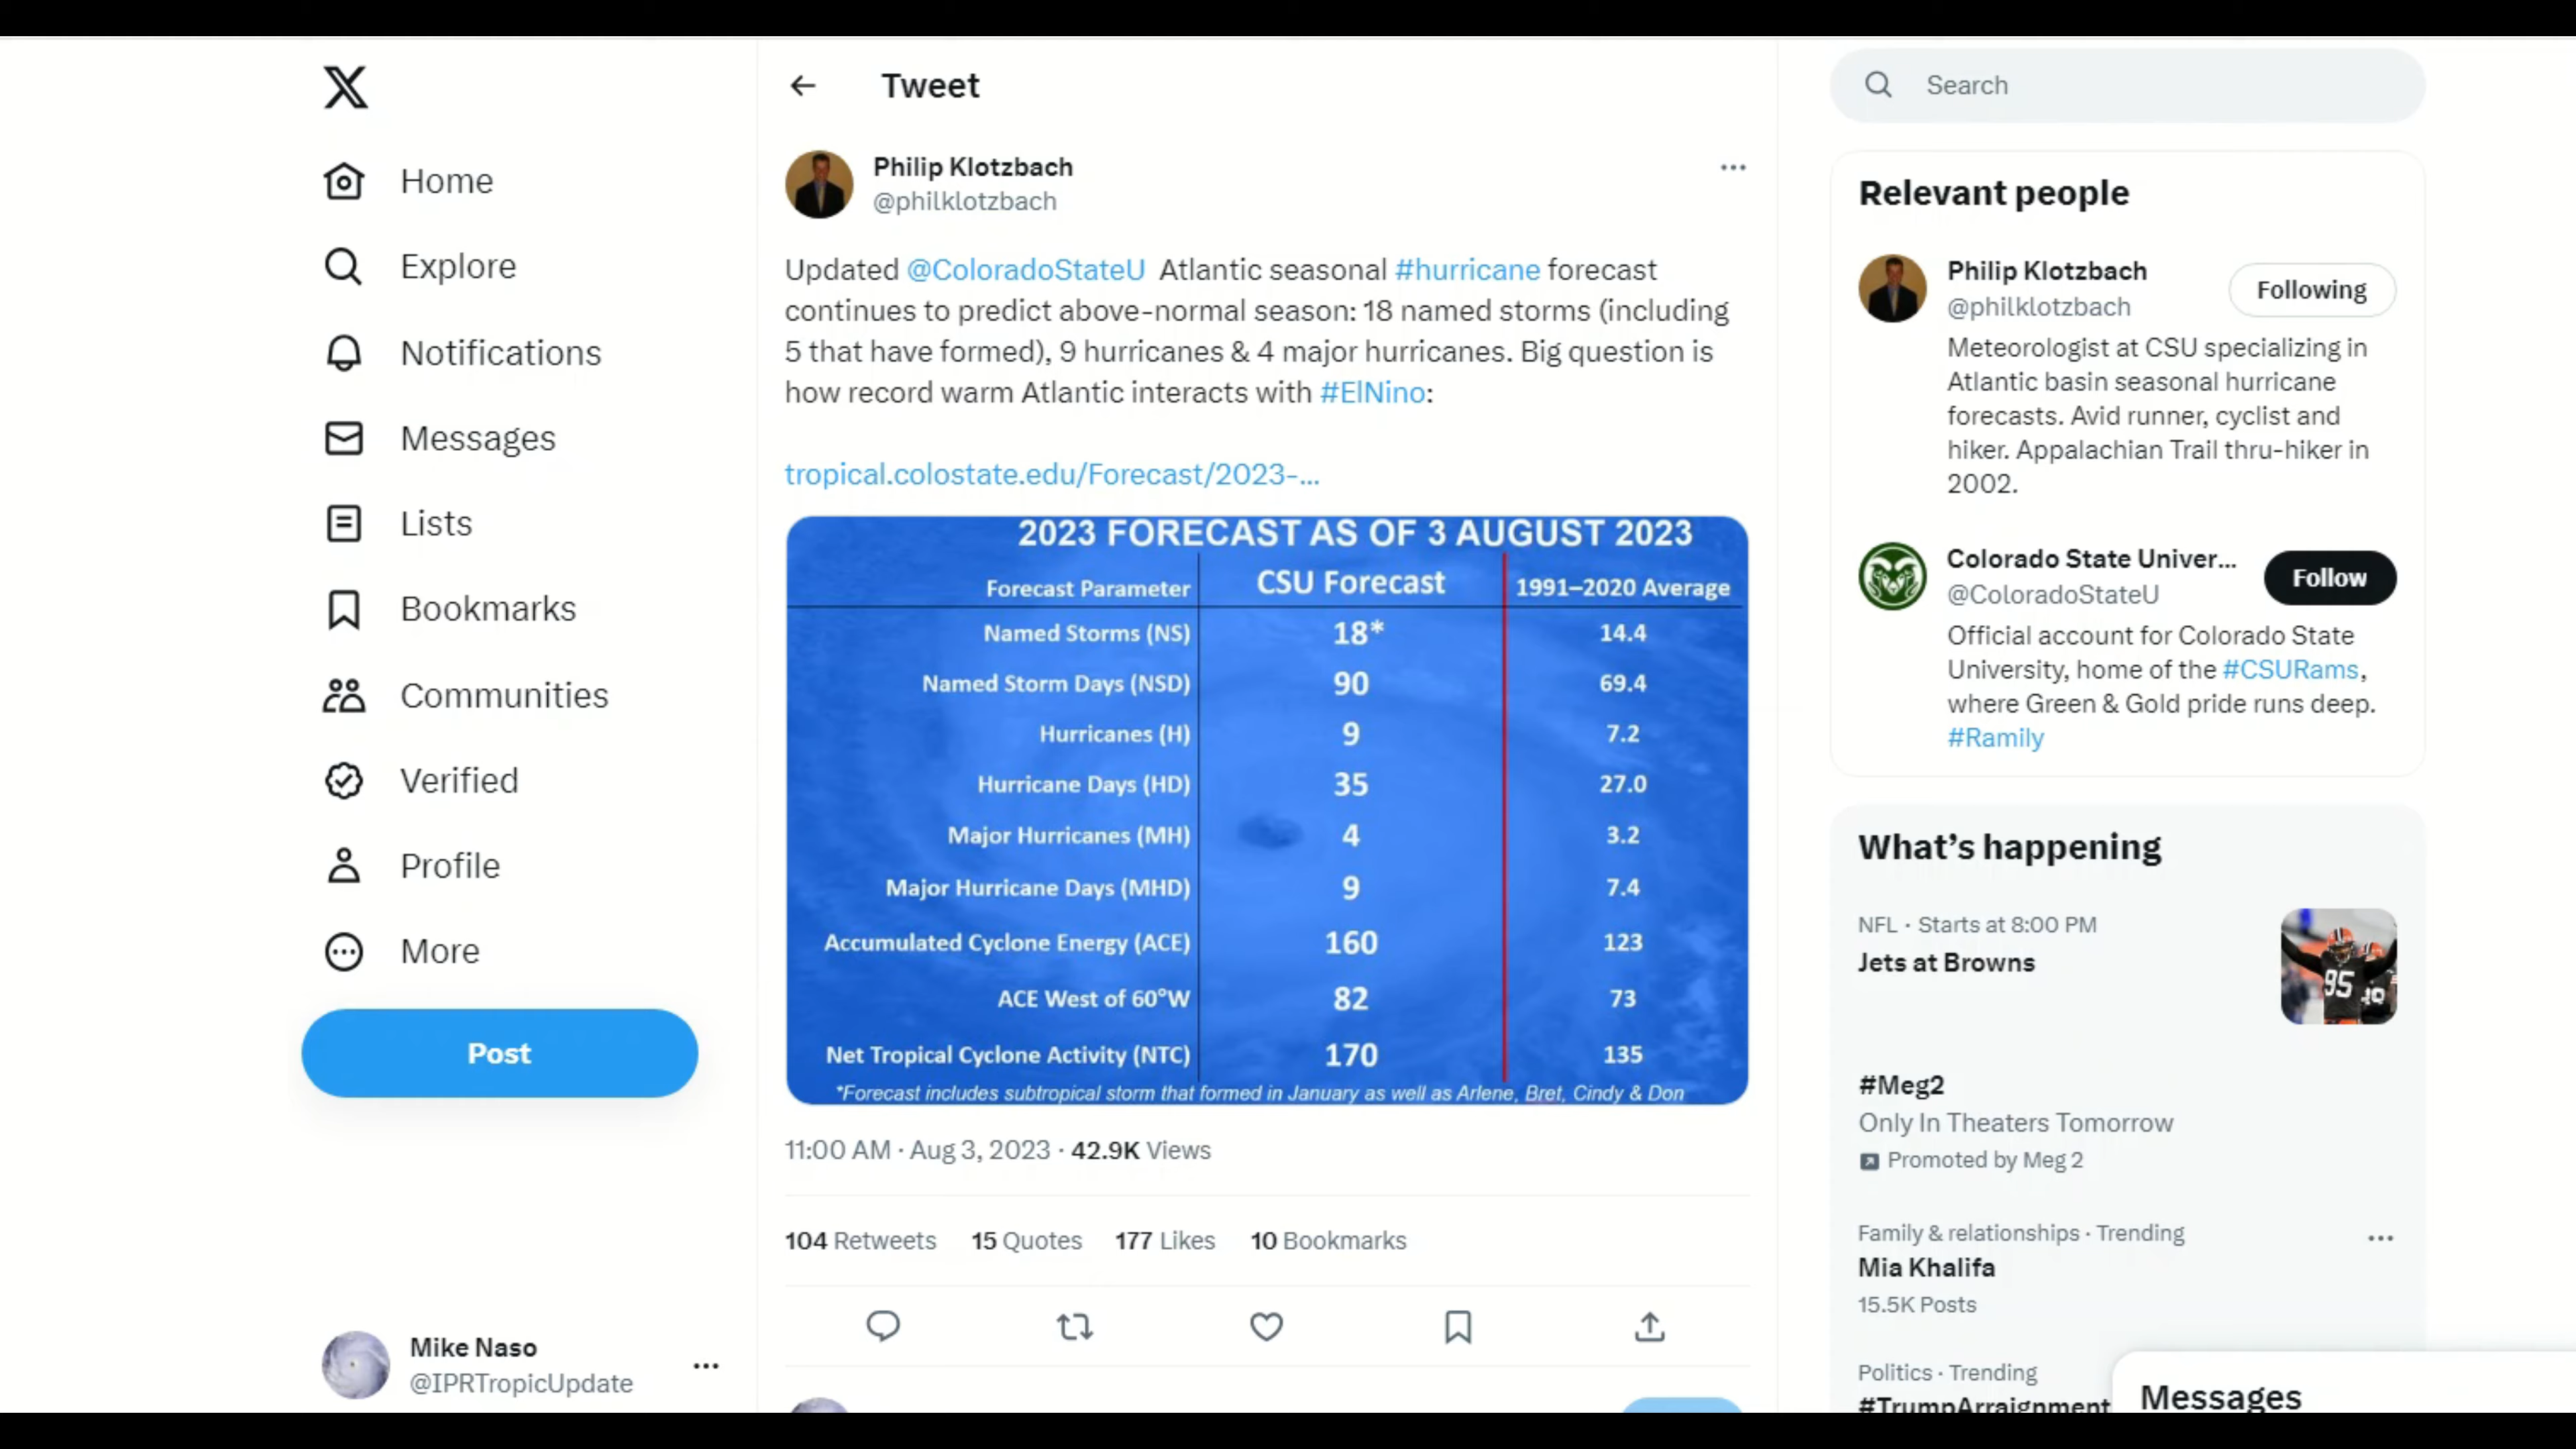 X
Home
Explore
Notifications
Messages
Lists
Bookmarks
Communities
Verified
Profile
More
Post
Mike Naso
@IPRTropicUpdate
Tweet
Philip Klotzbach
@philklotzbach
Updated @ColoradoStateU Atlantic seasonal #hurricane forecast
continues to predict above-normal season: 18 named storms (including
5 that have formed), 9 hurricanes & 4 major hurricanes. Big question is
how record warm Atlantic interacts with #ElNino:
tropical.colostate.edu/Forecast/2023-...
2023 FORECAST AS OF 3 AUGUST 2023
Forecast Parameter CSU Forecast 1991–2020 Average
Named Storms (NS) 18* 14.4
Named Storm Days (NSD) 90 69.4
Hurricanes (H) 9 7.2
Hurricane Days (HD) 35 27.0
Major Hurricanes (MH) 4 3.2
Major Hurricane Days (MHD) 9 7.4
Accumulated Cyclone Energy (ACE) 160 123
ACE West of 60°W 82 73
Net Tropical Cyclone Activity (NTC) 170 135
*Forecast includes subtropical storm that formed in January as well as Arlene, Bret, Cindy & Don
11:00 AM · Aug 3, 2023 · 42.9K Views
104 Retweets 15 Quotes 177 Likes 10 Bookmarks
Search
Relevant people
Philip Klotzbach
@philklotzbach
Following
Meteorologist at CSU specializing in
Atlantic basin seasonal hurricane
forecasts. Avid runner, cyclist and
hiker. Appalachian Trail thru-hiker in
2002.
Colorado State Univer...
@ColoradoStateU
Follow
Official account for Colorado State
University, home of the #CSURams,
where Green & Gold pride runs deep.
#Ramily
What's happening
NFL · Starts at 8:00 PM
Jets at Browns
95
#Meg2
Only In Theaters Tomorrow
Promoted by Meg 2
Family & relationships · Trending
Mia Khalifa
15.5K Posts
Politics · Trending
#TrumpArraignment
Messages